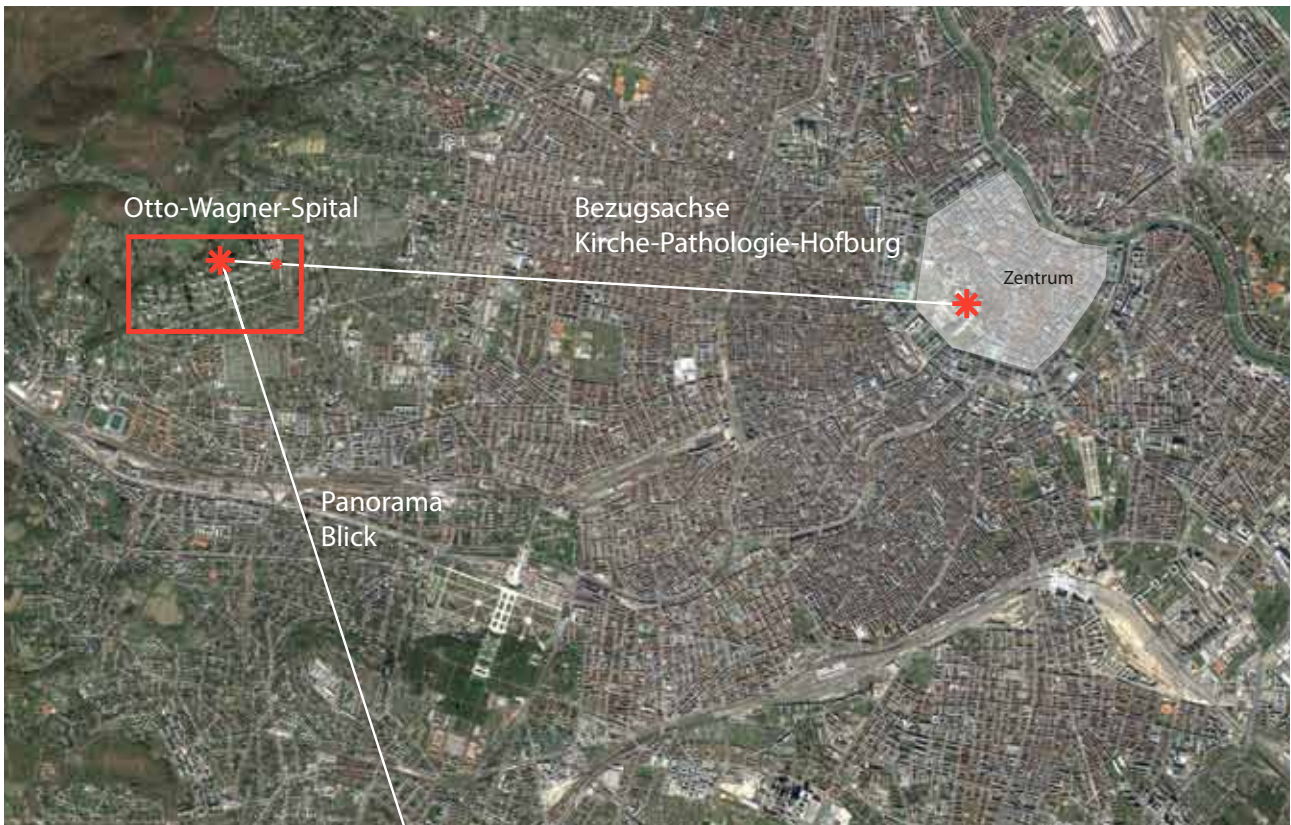 Otto-Wagner-Spital
Bezugsachse
Kirche-Pathologie-Hofburg
Zentrum
Panorama
Blick